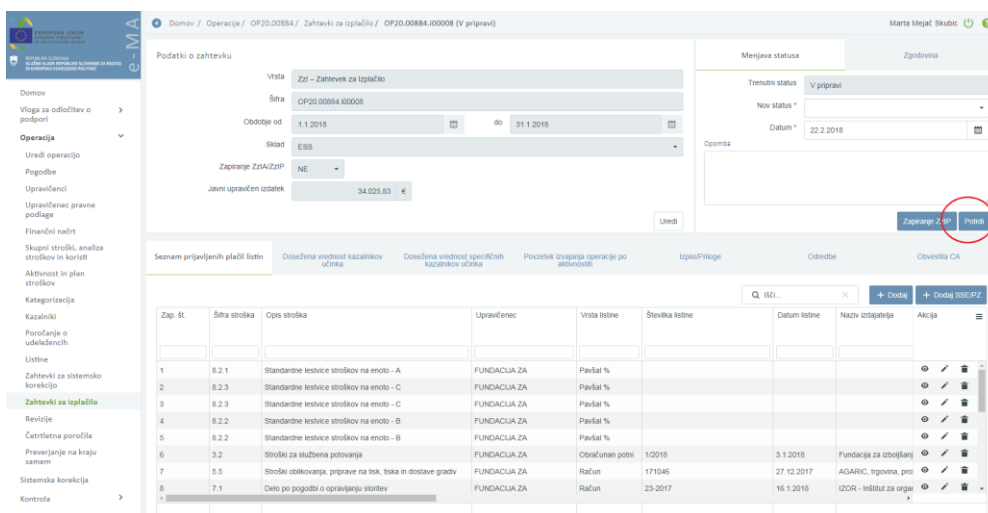 Domov / Operacije / OP20.00884 / Zahtevki za izplačilo / OP20.00884.I00008 (V pripravi)
Marta Mejač Skubic
EVROPSKA UNIJA
REPUBLIKA SLOVENIJA
e-MA
Domov
Vloga za odločitev o podpori
Operacija
Uredi operacijo
Pogodbe
Upravičenci
Upravičenec pravne podlage
Finančni načrt
Skupni stroški, analiza stroškov in koristi
Aktivnost in plan stroškov
Kategorizacija
Kazalniki
Poročanje o udeležencih
Listine
Zahtevki za sistemsko korekcijo
Zahtevki za izplačilo
Revizije
Četrtletna poročila
Preverjanje na kraju samem
Sistemska korekcija
Kontrola
Podatki o zahtevku
Vrsta ZzI – Zahtevek za Izplačilo
Šifra OP20.00884.I00008
Obdobje od 1.1.2018 do 31.1.2018
Sklad ESS
Zapiranje ZzIA/ZzIP NE
Javni upravičen izdatek 34.025,83 €
Uredi
Menjava statusa Zgodovina
Trenutni status V pripravi
Nov status *
Datum * 22.2.2018
Opomba
Zapiranje ZzIP Potrdi
Seznam prijavljenih plačil listin
Dosežena vrednost kazalnikov učinka
Dosežena vrednost specifičnih kazalnikov učinka
Povzetek izvajanja operacije po aktivnostih
Izpisi/Priloge
Odredbe
Obvestila CA
Išči... + Dodaj + Dodaj SSE/PZ
Zap. št. Šifra stroška Opis stroška Upravičenec Vrsta listine Številka listine Datum listine Naziv izdajatelja Akcija
1 8.2.1 Standardne lestvice stroškov na enoto - A FUNDACIJA ZA Pavšal %
2 8.2.3 Standardne lestvice stroškov na enoto - C FUNDACIJA ZA Pavšal %
3 8.2.3 Standardne lestvice stroškov na enoto - C FUNDACIJA ZA Pavšal %
4 8.2.2 Standardne lestvice stroškov na enoto - B FUNDACIJA ZA Pavšal %
5 8.2.2 Standardne lestvice stroškov na enoto - B FUNDACIJA ZA Pavšal %
6 3.2 Stroški za službena potovanja FUNDACIJA ZA Obračunan potni 1/2018 3.1.2018 Fundacija za izboljšanj
7 5.5 Stroški oblikovanja, priprave na tisk, tiska in dostave gradiv FUNDACIJA ZA Račun 171046 27.12.2017 AGARIC, trgovina, proi
8 7.1 Delo po pogodbi o opravljanju storitev FUNDACIJA ZA Račun 23-2017 16.1.2018 IZOR - inštitut za organ